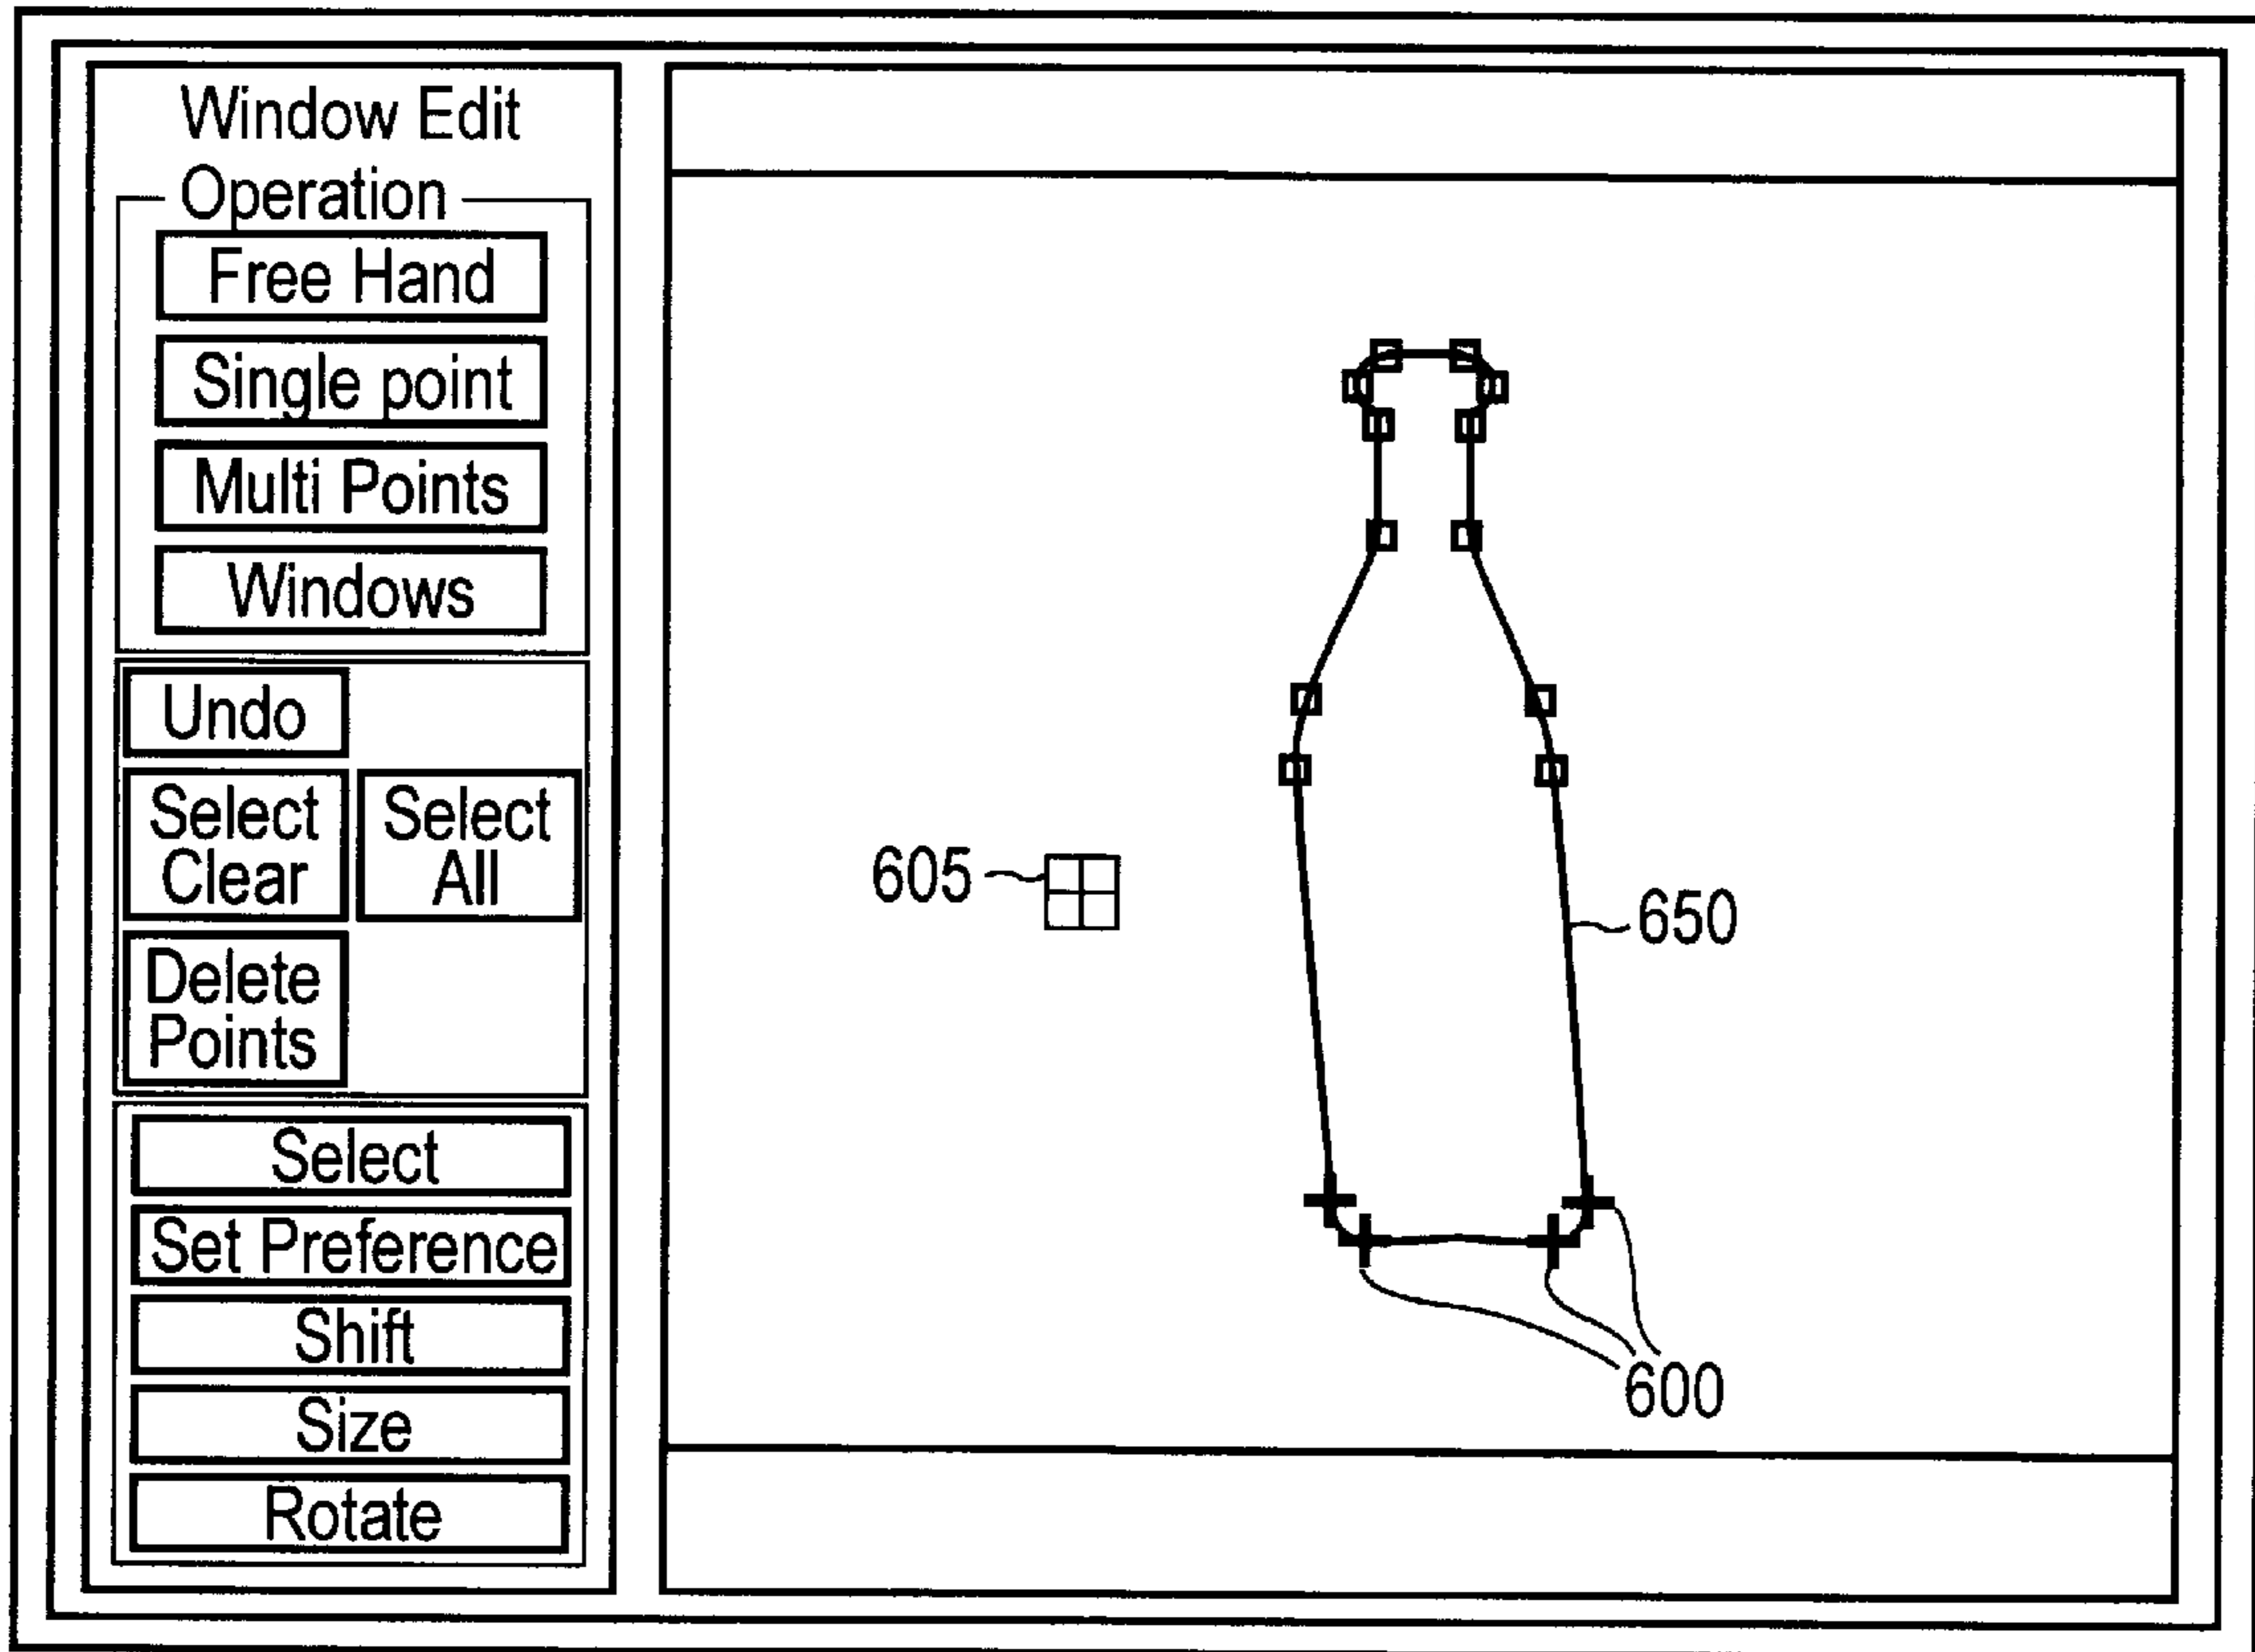 Window Edit
Operation
Free Hand
Single point
Multi Points
Windows
Undo
Select
Clear
Select
All
Delete
Points
Select
Set Preference
Shift
Size
Rotate
605
650
600